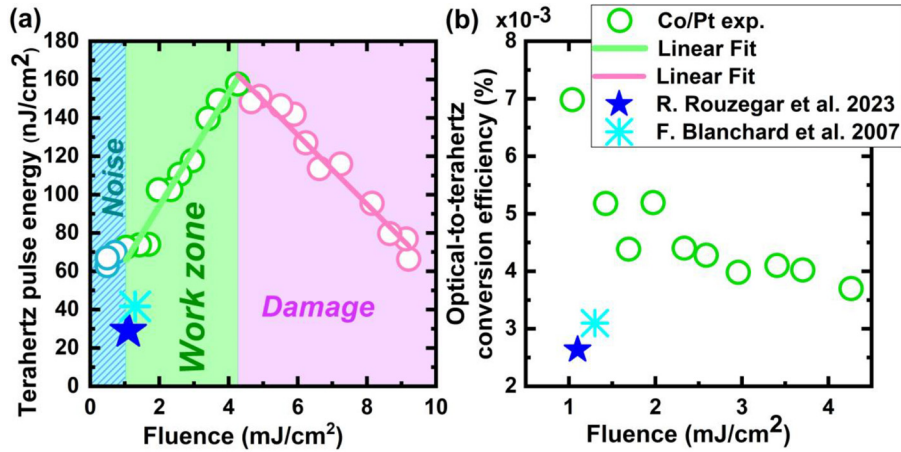 (a)
Terahertz pulse energy (nJ/cm2)
180
160
140
120
100
80
60
40
20
0
Noise
Work zone
Damage
0 2 4 6 8 10
Fluence (mJ/cm2)
(b)
×10-3
Optical-to-terahertz
conversion efficiency (%)
7
6
5
4
3
2
1 2 3 4
Fluence (mJ/cm2)
Co/Pt exp.
Linear Fit
Linear Fit
R. Rouzegar et al. 2023
F. Blanchard et al. 2007